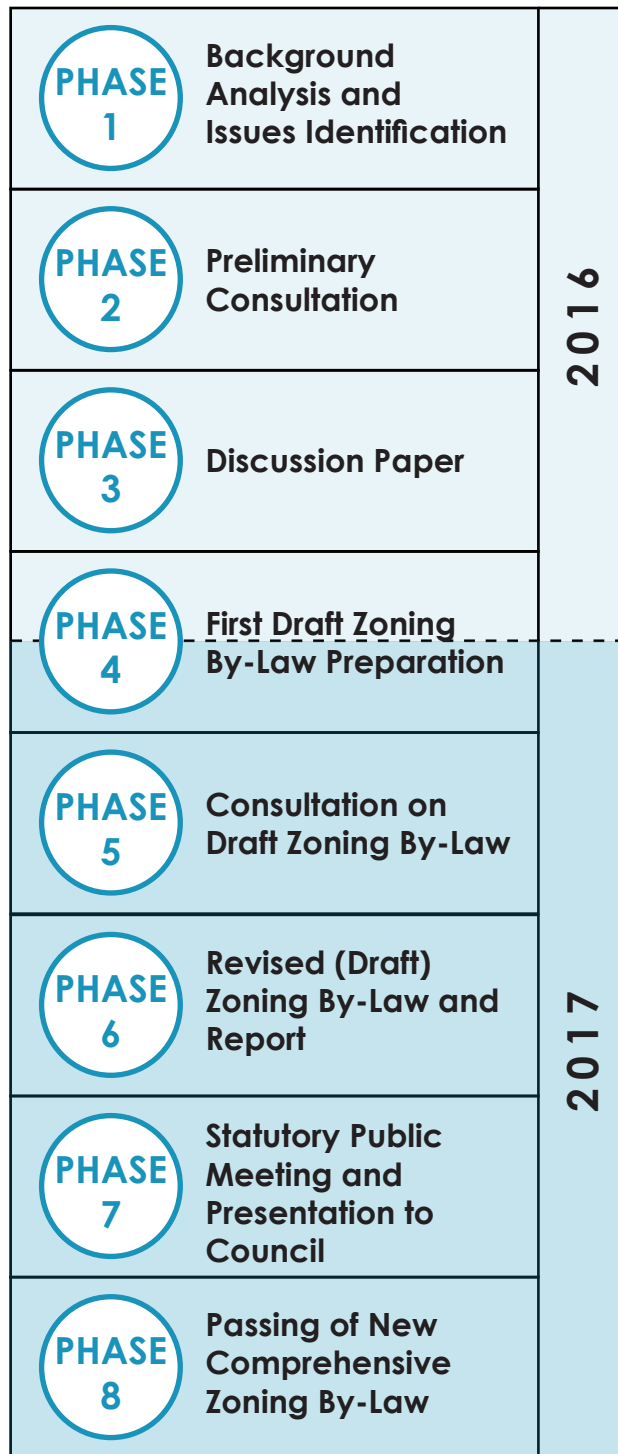 PHASE
1
Background
Analysis and
Issues Identification
PHASE
2
Preliminary
Consultation
PHASE
3
Discussion Paper
2016
PHASE
4
First Draft Zoning
By-Law Preparation
PHASE
5
Consultation on
Draft Zoning By-Law
PHASE
6
Revised (Draft)
Zoning By-Law and
Report
PHASE
7
Statutory Public
Meeting and
Presentation to
Council
PHASE
8
Passing of New
Comprehensive
Zoning By-Law
2017